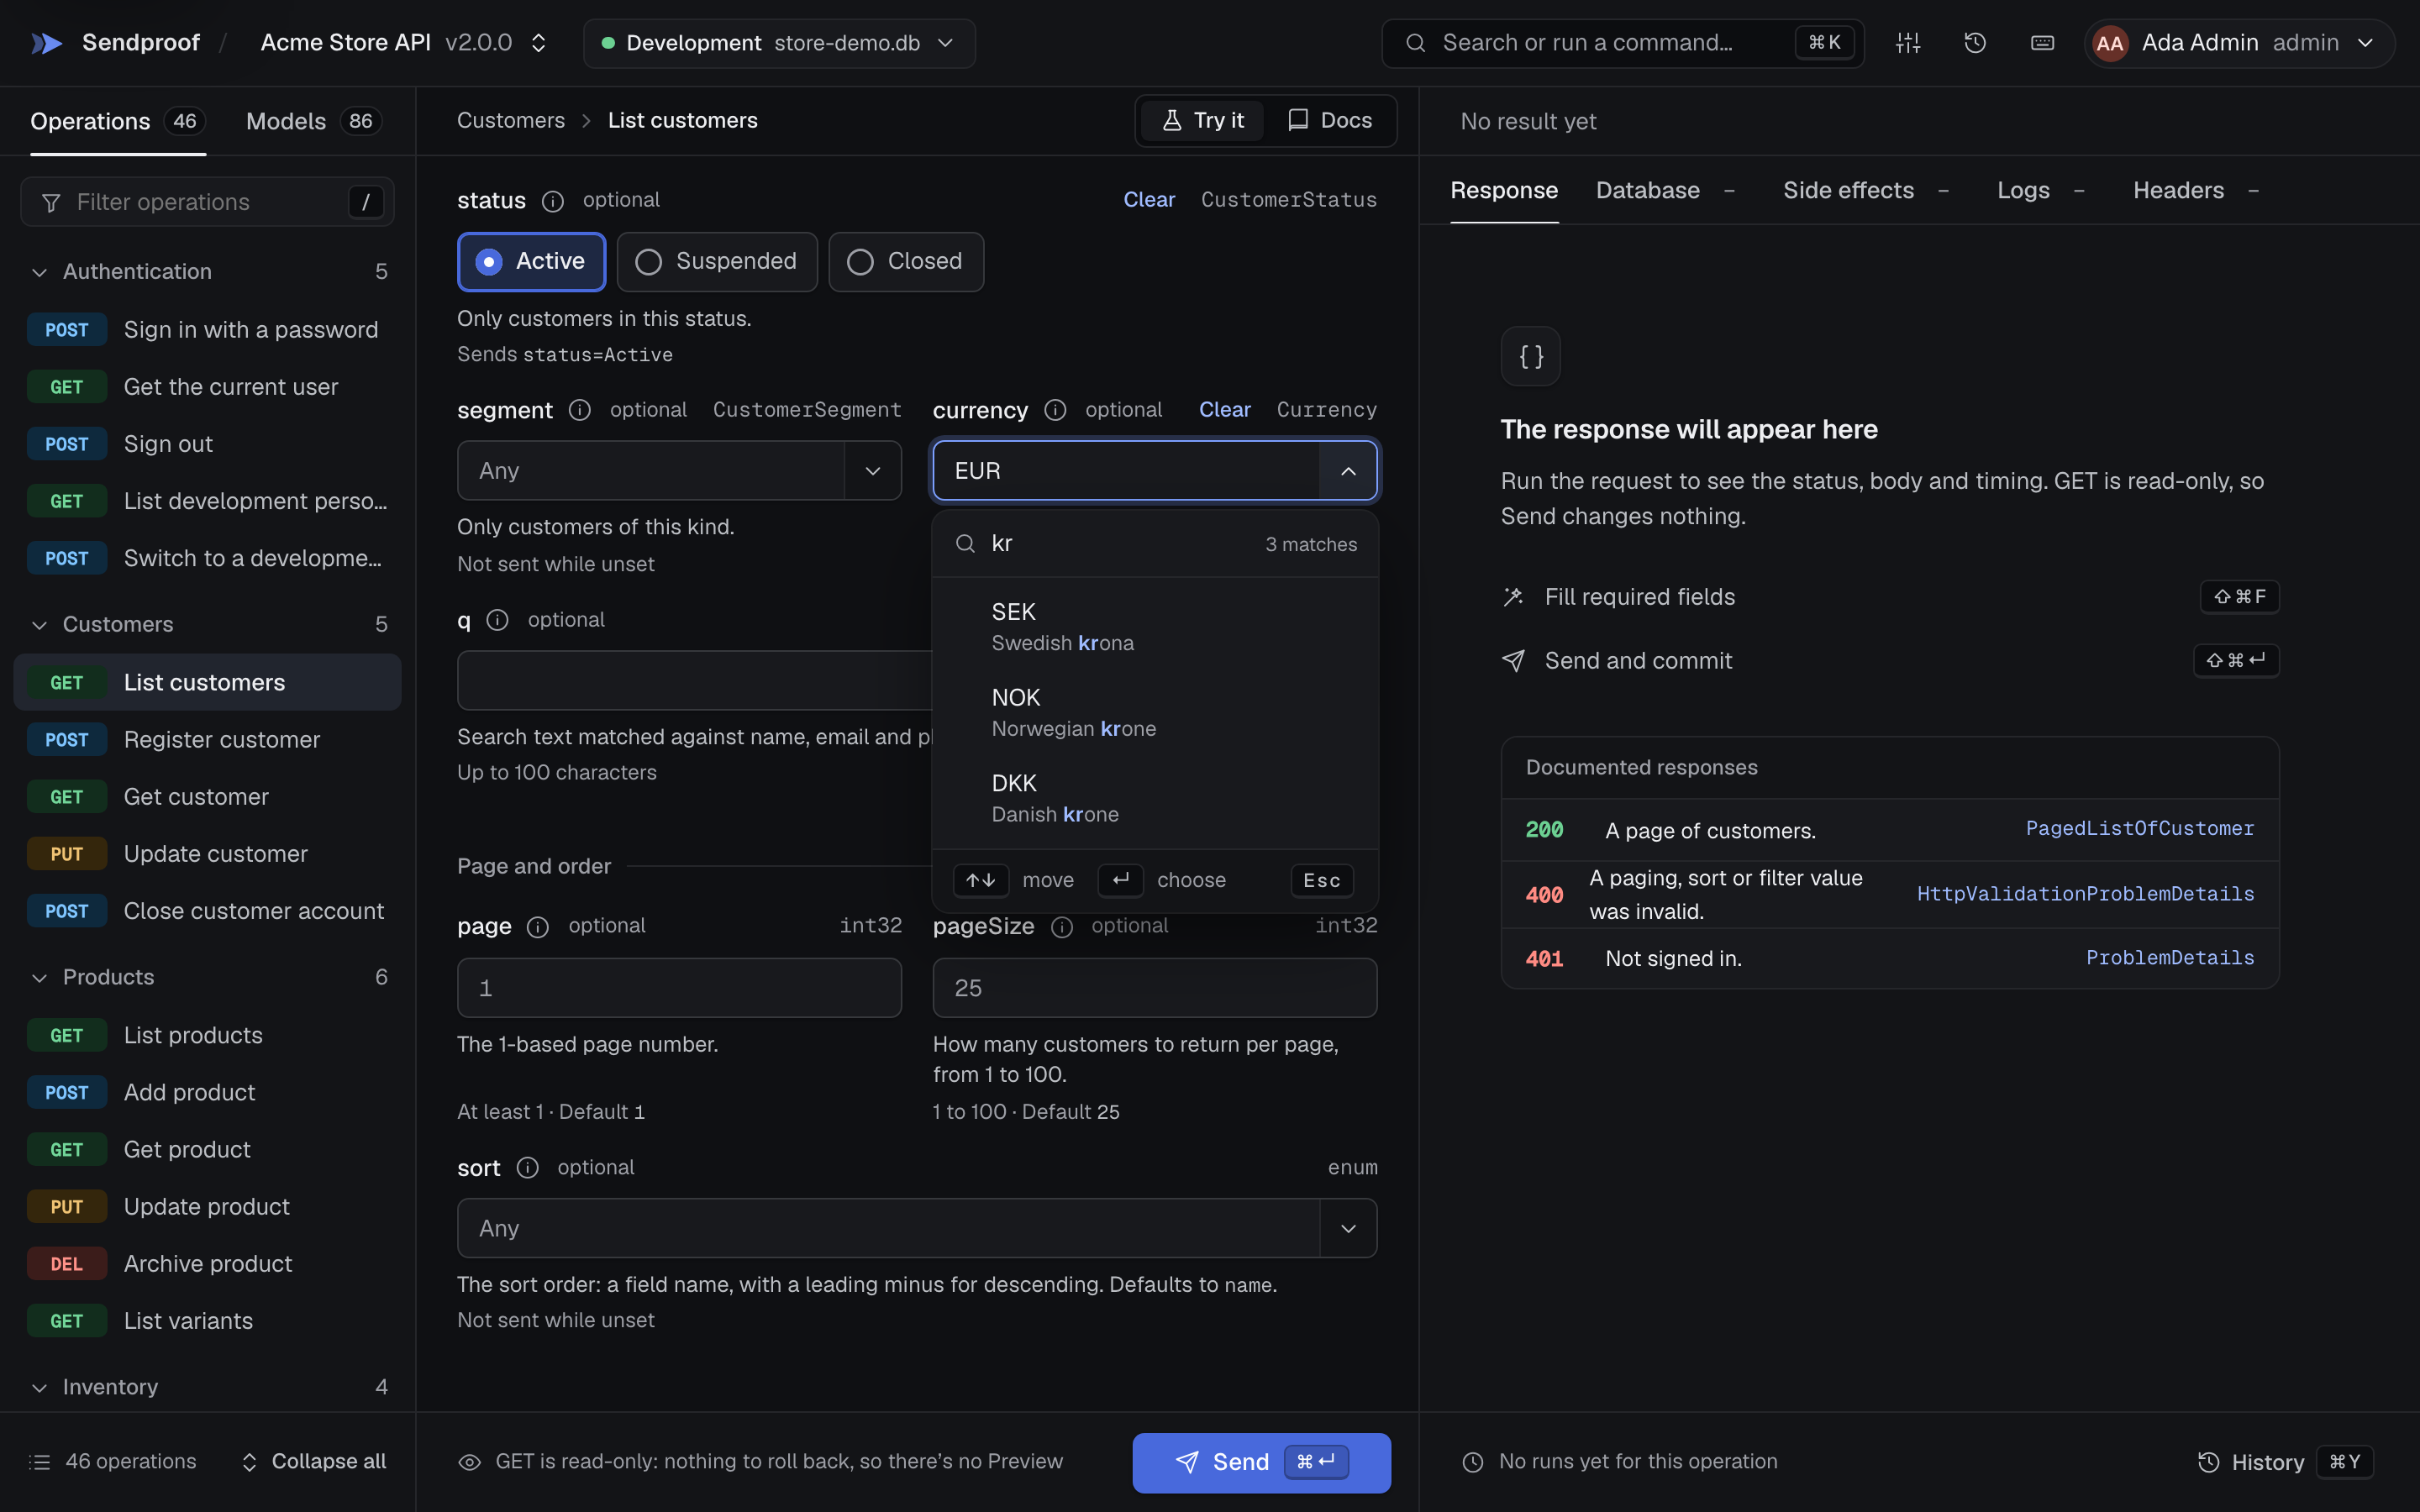 Sendproof / Acme Store API v2.0.0
Development store-demo.db
Search or run a command... ⌘K
AA Ada Admin admin
Operations 46 Models 86
Filter operations /
Authentication 5
POST Sign in with a password
GET Get the current user
POST Sign out
GET List development perso...
POST Switch to a developme...
Customers 5
GET List customers
POST Register customer
GET Get customer
PUT Update customer
POST Close customer account
Products 6
GET List products
POST Add product
GET Get product
PUT Update product
DEL Archive product
GET List variants
Inventory 4
46 operations Collapse all
Customers > List customers
Try it Docs
status optional Clear CustomerStatus
Active Suspended Closed
Only customers in this status.
Sends status=Active
segment optional CustomerSegment
Any
Only customers of this kind.
Not sent while unset
currency optional Clear Currency
EUR
kr 3 matches
SEK
Swedish krona
NOK
Norwegian krone
DKK
Danish krone
↑↓ move ↵ choose Esc
q optional
Search text matched against name, email and
Up to 100 characters
Page and order
page optional int32
1
The 1-based page number.
At least 1 · Default 1
pageSize optional int32
25
How many customers to return per page,
from 1 to 100.
1 to 100 · Default 25
sort optional enum
Any
The sort order: a field name, with a leading minus for descending. Defaults to name.
Not sent while unset
GET is read-only: nothing to roll back, so there’s no Preview
Send ⌘↵
No result yet
Response Database – Side effects – Logs – Headers –
{}
The response will appear here
Run the request to see the status, body and timing. GET is read-only, so
Send changes nothing.
Fill required fields ⇧⌘F
Send and commit ⇧⌘↵
Documented responses
200 A page of customers. PagedListOfCustomer
400 A paging, sort or filter value HttpValidationProblemDetails
was invalid.
401 Not signed in. ProblemDetails
No runs yet for this operation
History ⌘Y